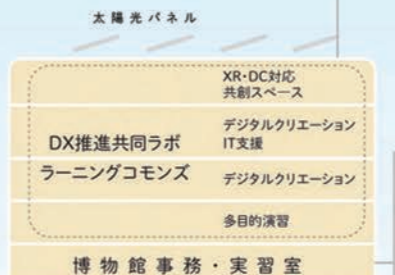 太陽光パネル
XR・DC対応
共創スペース
DX推進共同ラボ
ラーニングコモンズ
デジタルクリエーション
IT支援
デジタルクリエーション
多目的演習
博物館事務・実習室